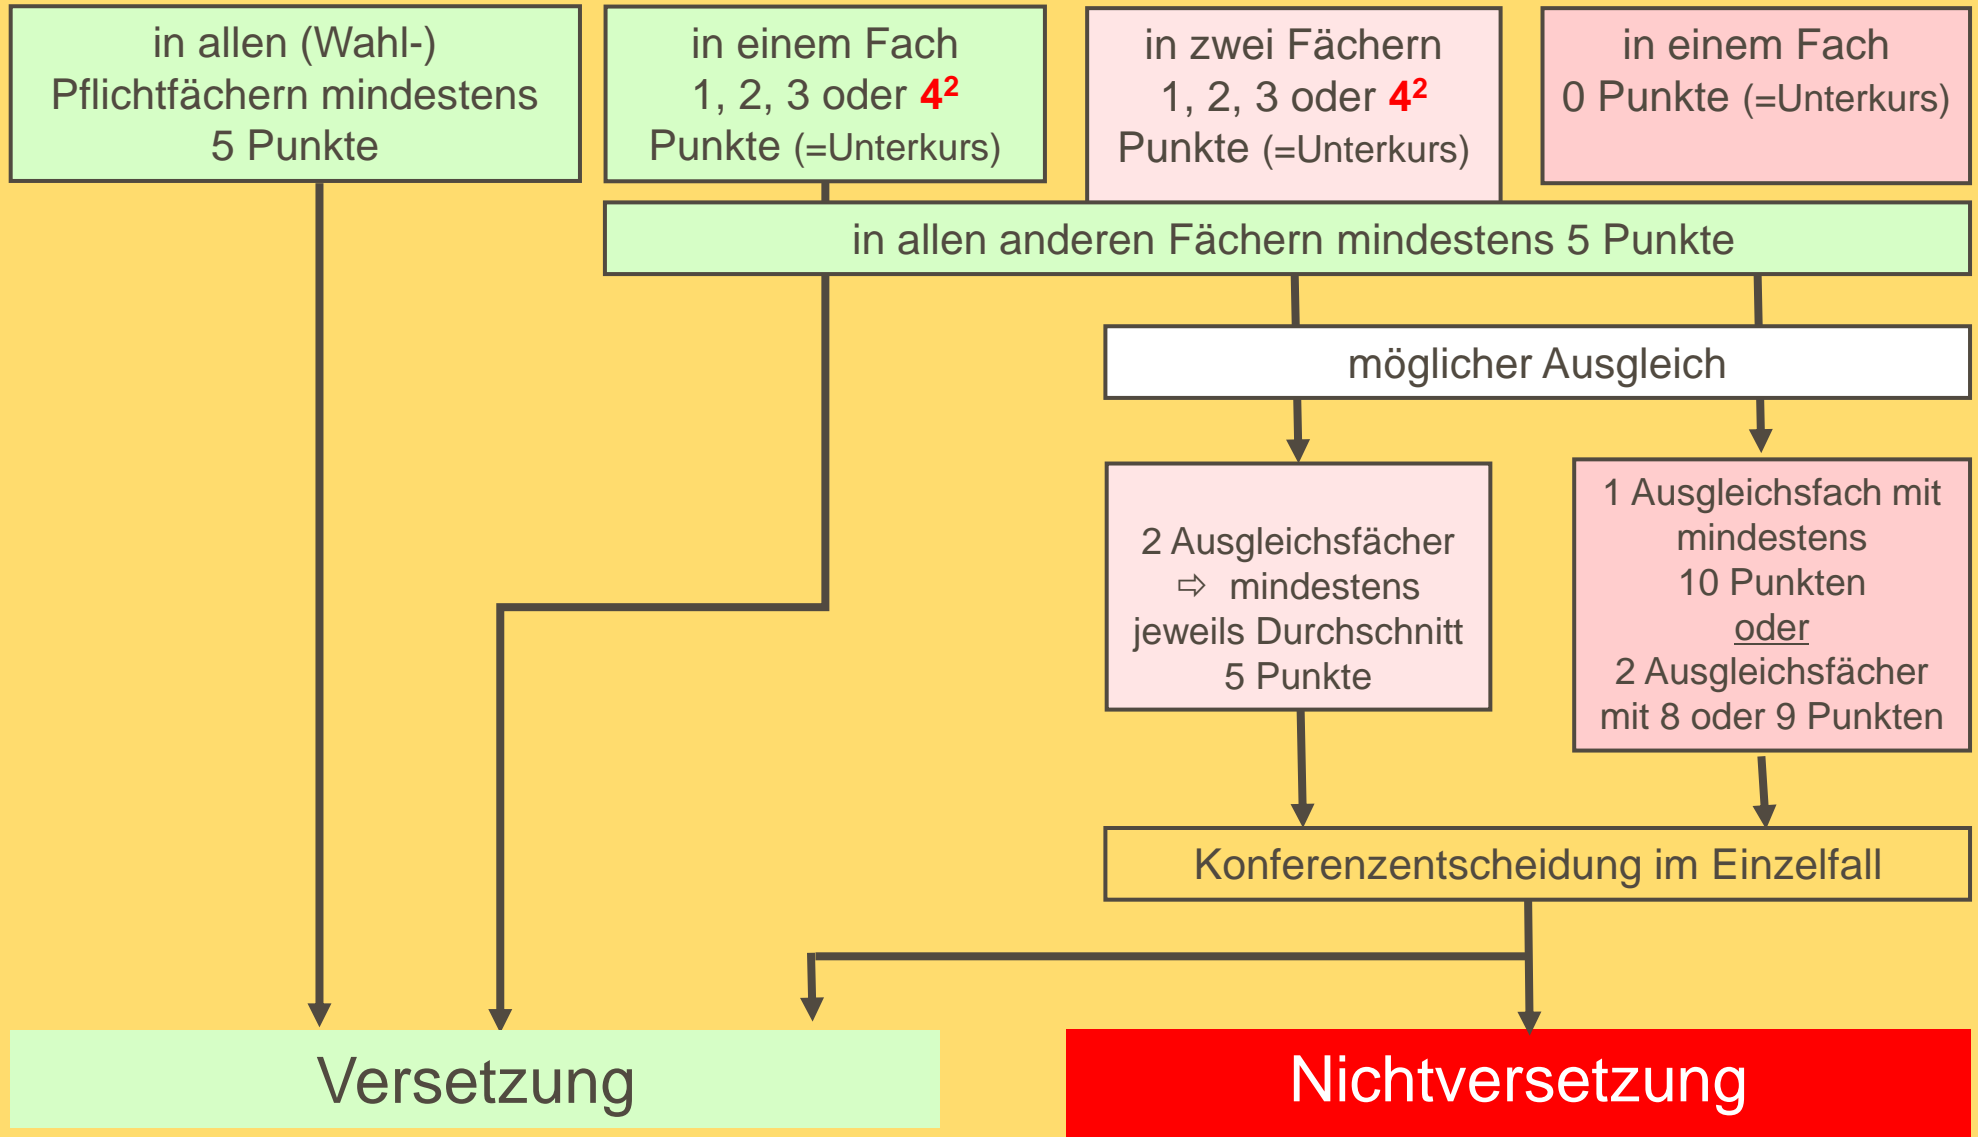 in allen (Wahl-)
Pflichtfächern mindestens
5 Punkte
in einem Fach
1, 2, 3 oder 4²
Punkte (=Unterkurs)
in zwei Fächern
1, 2, 3 oder 4²
Punkte (=Unterkurs)
in einem Fach
0 Punkte (=Unterkurs)
in allen anderen Fächern mindestens 5 Punkte
möglicher Ausgleich
2 Ausgleichsfächer
⇨ mindestens
jeweils Durchschnitt
5 Punkte
1 Ausgleichsfach mit
mindestens
10 Punkten
oder
2 Ausgleichsfächer
mit 8 oder 9 Punkten
Konferenzentscheidung im Einzelfall
Versetzung
Nichtversetzung